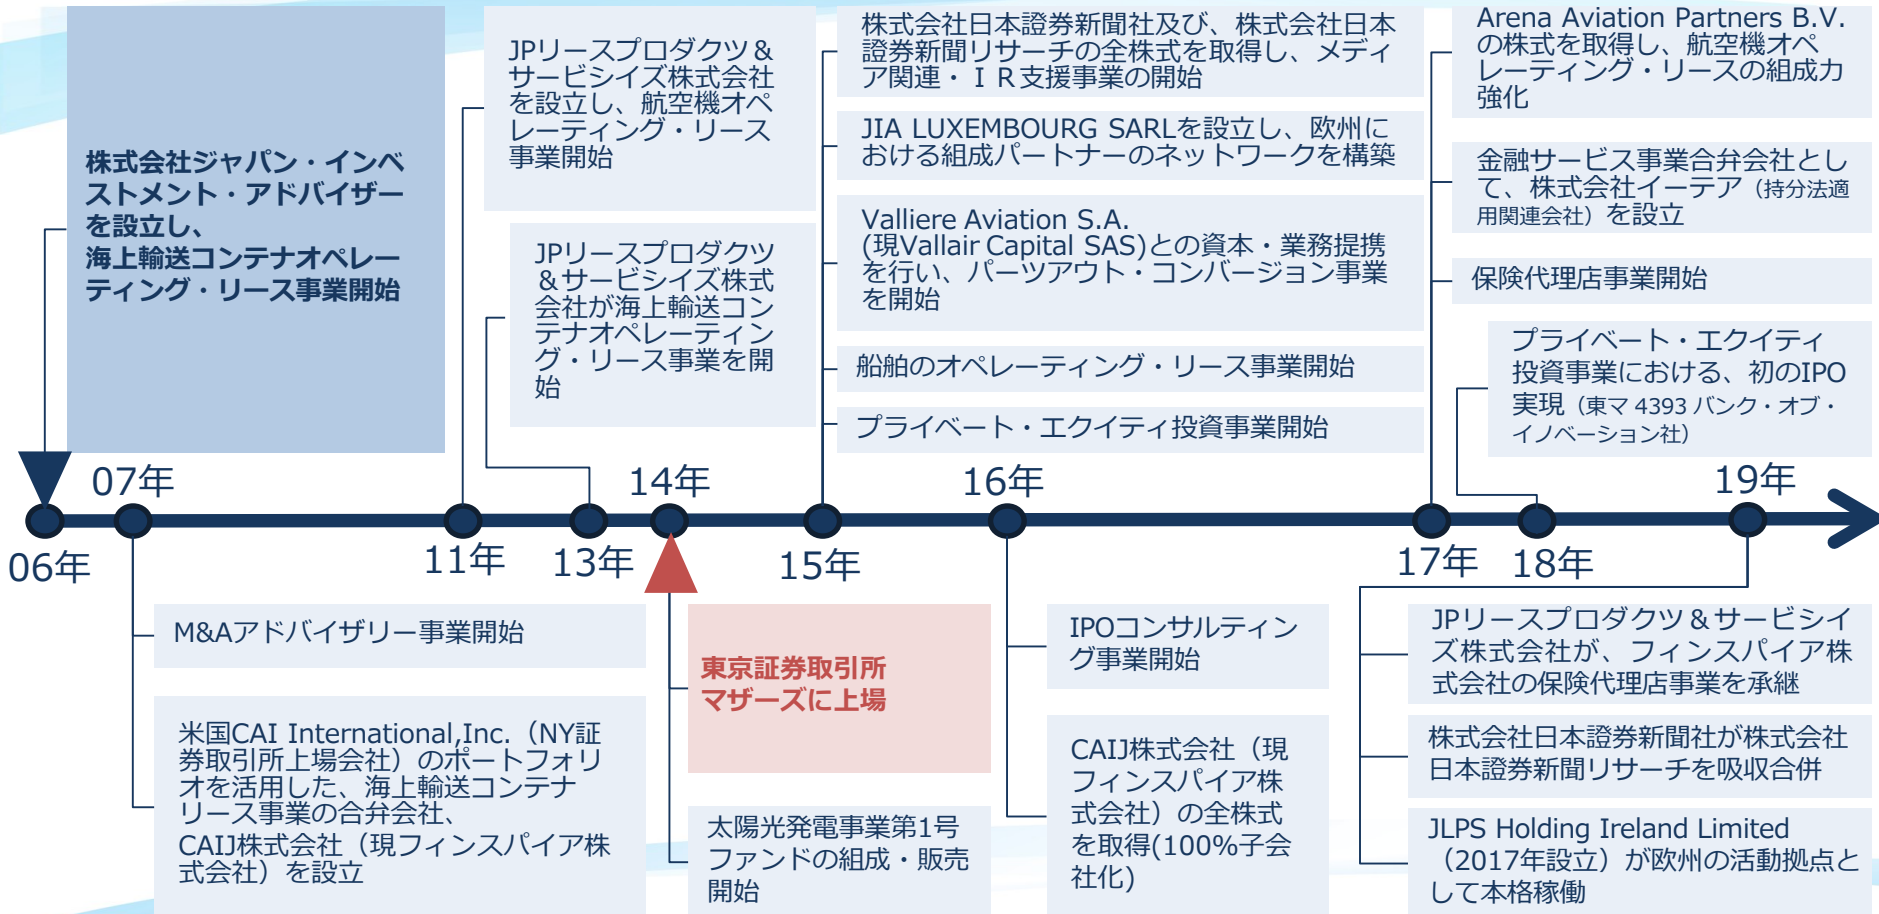 株式会社ジャパン・インベ
ストメント・アドバイザー
を設立し、
海上輸送コンテナオペレー
ティング・リース事業開始
JPリースプロダクツ＆
サービシイズ株式会社
を設立し、航空機オペ
レーティング・リース
事業開始
JPリースプロダクツ
＆サービシイズ株式
会社が海上輸送コン
テナオペレーティン
グ・リース事業を開
始
株式会社日本證券新聞社及び、株式会社日本
證券新聞リサーチの全株式を取得し、メディ
ア関連・ＩＲ支援事業の開始
JIA LUXEMBOURG SARLを設立し、欧州に
おける組成パートナーのネットワークを構築
Valliere Aviation S.A.
(現Vallair Capital SAS)との資本・業務提携
を行い、パーツアウト・コンバージョン事業
を開始
船舶のオペレーティング・リース事業開始
プライベート・エクイティ投資事業開始
Arena Aviation Partners B.V.
の株式を取得し、航空機オペ
レーティング・リースの組成力
強化
金融サービス事業合弁会社とし
て、株式会社イーテア（持分法適
用関連会社）を設立
保険代理店事業開始
プライベート・エクイティ
投資事業における、初のIPO
実現（東マ 4393 バンク・オブ・
イノベーション社）
07年
14年
16年
19年
06年
11年
13年
15年
17年
18年
M&Aアドバイザリー事業開始
米国CAI International,Inc.（NY証
券取引所上場会社）のポートフォリ
オを活用した、海上輸送コンテナ
リース事業の合弁会社、
CAIJ株式会社（現フィンスパイア株
式会社）を設立
東京証券取引所
マザーズに上場
太陽光発電事業第1号
ファンドの組成・販売
開始
IPOコンサルティン
グ事業開始
CAIJ株式会社（現
フィンスパイア株
式会社）の全株式
を取得(100%子会
社化)
JPリースプロダクツ＆サービシイ
ズ株式会社が、フィンスパイア株
式会社の保険代理店事業を承継
株式会社日本證券新聞社が株式会社
日本證券新聞リサーチを吸収合併
JLPS Holding Ireland Limited
（2017年設立）が欧州の活動拠点と
して本格稼働